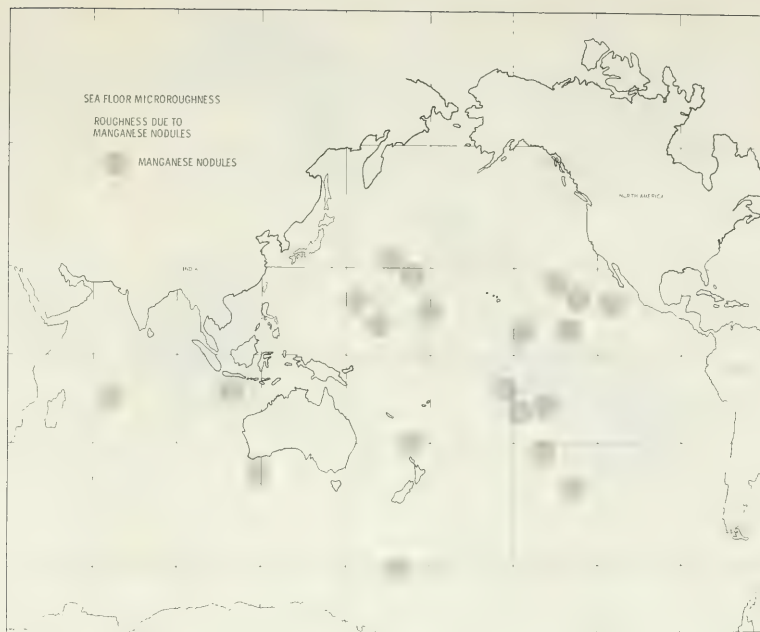 SEA FLOOR MICROROUGHNESS
ROUGHNESS DUE TO
MANGANESE NODULES
MANGANESE NODULES
NORTH AMERICA